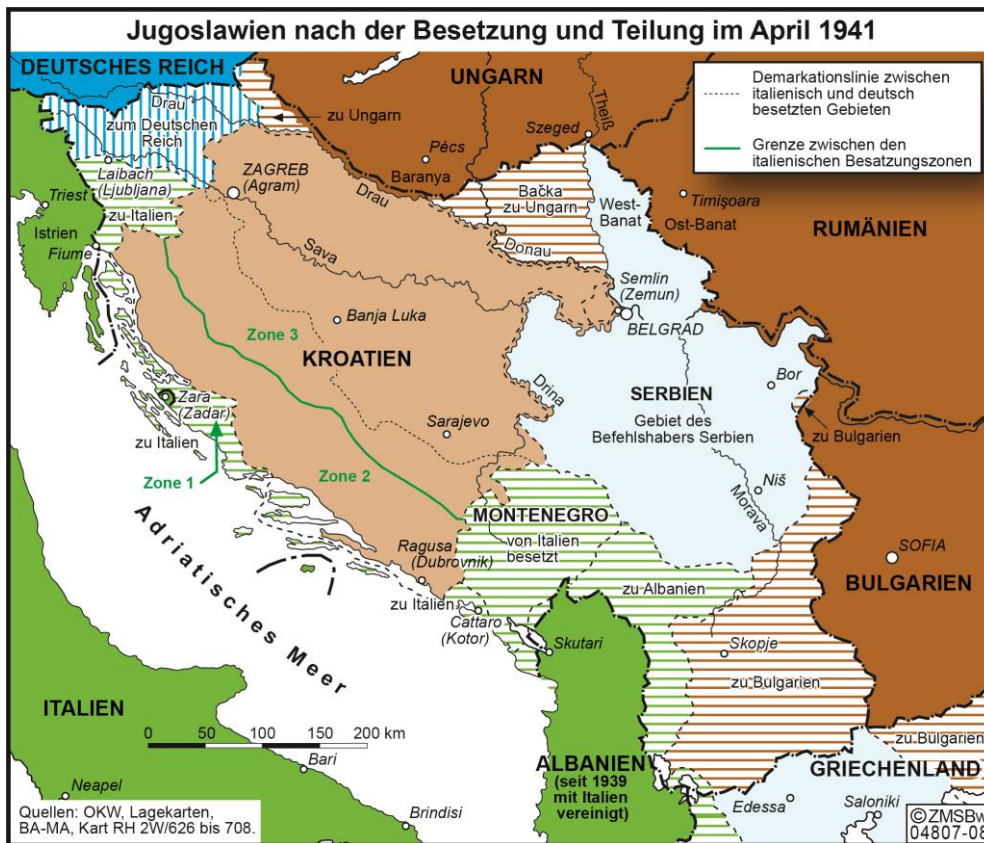 Jugoslawien nach der Besetzung und Teilung im April 1941
DEUTSCHES REICH
UNGARN
Demarkationslinie zwischen
italienisch und deutsch
besetzten Gebieten
Grenze zwischen den
italienischen Besatzungszonen
Drau
zum Deutschen
Reich
zu Ungarn
Theiß
Szeged
Pécs
Baranya
Laibach
(Ljubljana)
ZAGREB
(Agram)
Drau
Bačka
zu Ungarn
West-
Banat
Timişoara
Ost-Banat
RUMÄNIEN
Triest
zu Italien
Istrien
Fiume
Sava
Donau
Semlin
(Zemun)
BELGRAD
Banja Luka
Zone 3
KROATIEN
Drina
SERBIEN
Gebiet des
Befehlshabers Serbien
Bor
zu Bulgarien
Zara
(Zadar)
zu Italien
Sarajevo
Zone 1
Zone 2
Niš
Morava
MONTENEGRO
von Italien
besetzt
Adriatisches Meer
Ragusa
(Dubrovnik)
SOFIA
BULGARIEN
zu Italien
zu Albanien
Cattaro
(Kotor)
Skutari
Skopje
zu Bulgarien
ITALIEN
0 50 100 150 200 km
Bari
Neapel
Brindisi
ALBANIEN
(seit 1939
mit Italien
vereinigt)
zu Bulgarien
GRIECHENLAND
Edessa
Saloniki
Quellen: OKW, Lagekarten,
BA-MA, Kart RH 2W/626 bis 708.
©ZMSBw
04807-08